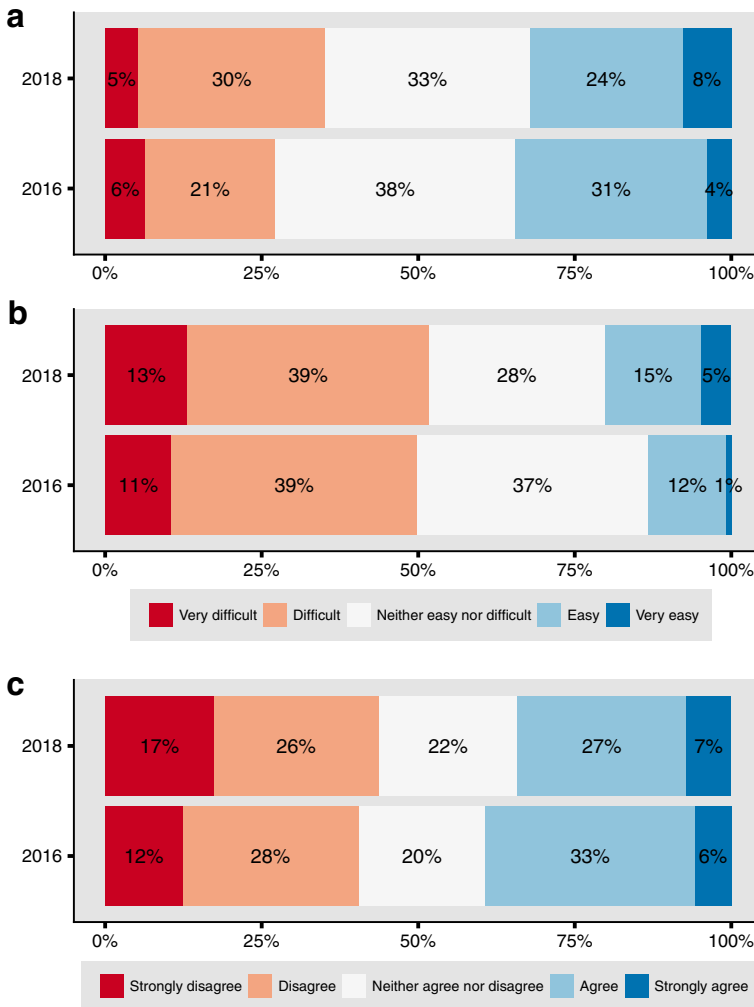 a
2018 5% 30% 33% 24% 8%
2016 6% 21% 38% 31% 4%
0% 25% 50% 75% 100%
b
2018 13% 39% 28% 15% 5%
2016 11% 39% 37% 12% 1%
0% 25% 50% 75% 100%
Very difficult Difficult Neither easy nor difficult Easy Very easy
c
2018 17% 26% 22% 27% 7%
2016 12% 28% 20% 33% 6%
0% 25% 50% 75% 100%
Strongly disagree Disagree Neither agree nor disagree Agree Strongly agree